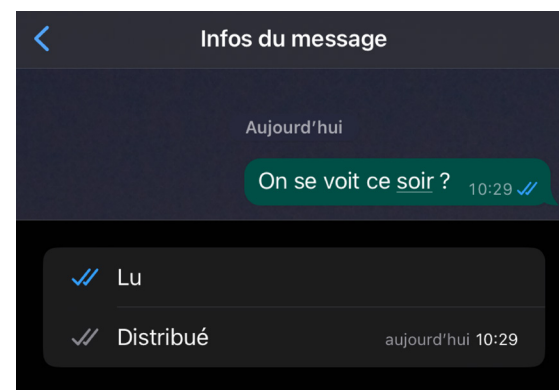 Infos du message
Aujourd’hui
On se voit ce soir ? 10:29
Lu
Distribué aujourd’hui 10:29